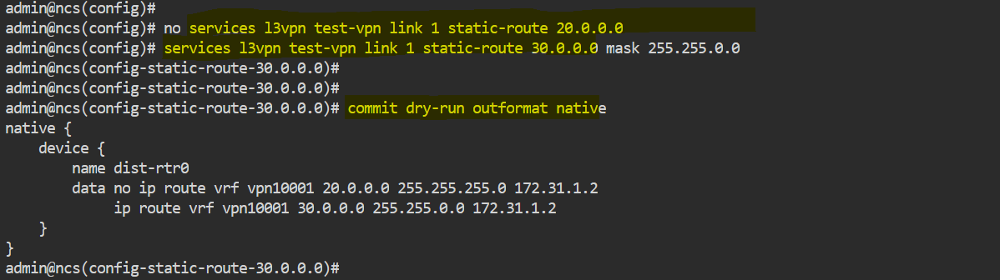 admin@ncs(config)#
admin@ncs(config)# no services l3vpn test-vpn link 1 static-route 20.0.0.0
admin@ncs(config)# services l3vpn test-vpn link 1 static-route 30.0.0.0 mask 255.255.0.0
admin@ncs(config-static-route-30.0.0.0)#
admin@ncs(config-static-route-30.0.0.0)#
admin@ncs(config-static-route-30.0.0.0)# commit dry-run outformat native
native {
    device {
        name dist-rtr0
        data no ip route vrf vpn10001 20.0.0.0 255.255.255.0 172.31.1.2
             ip route vrf vpn10001 30.0.0.0 255.255.0.0 172.31.1.2
    }
}
admin@ncs(config-static-route-30.0.0.0)#